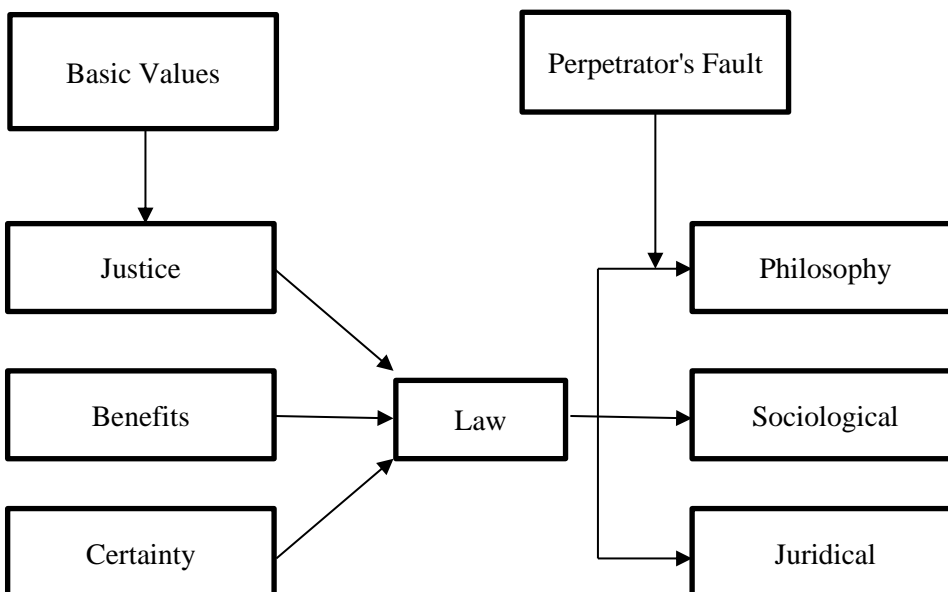 Basic Values
Perpetrator's Fault
Justice
Philosophy
Benefits
Law
Sociological
Certainty
Juridical